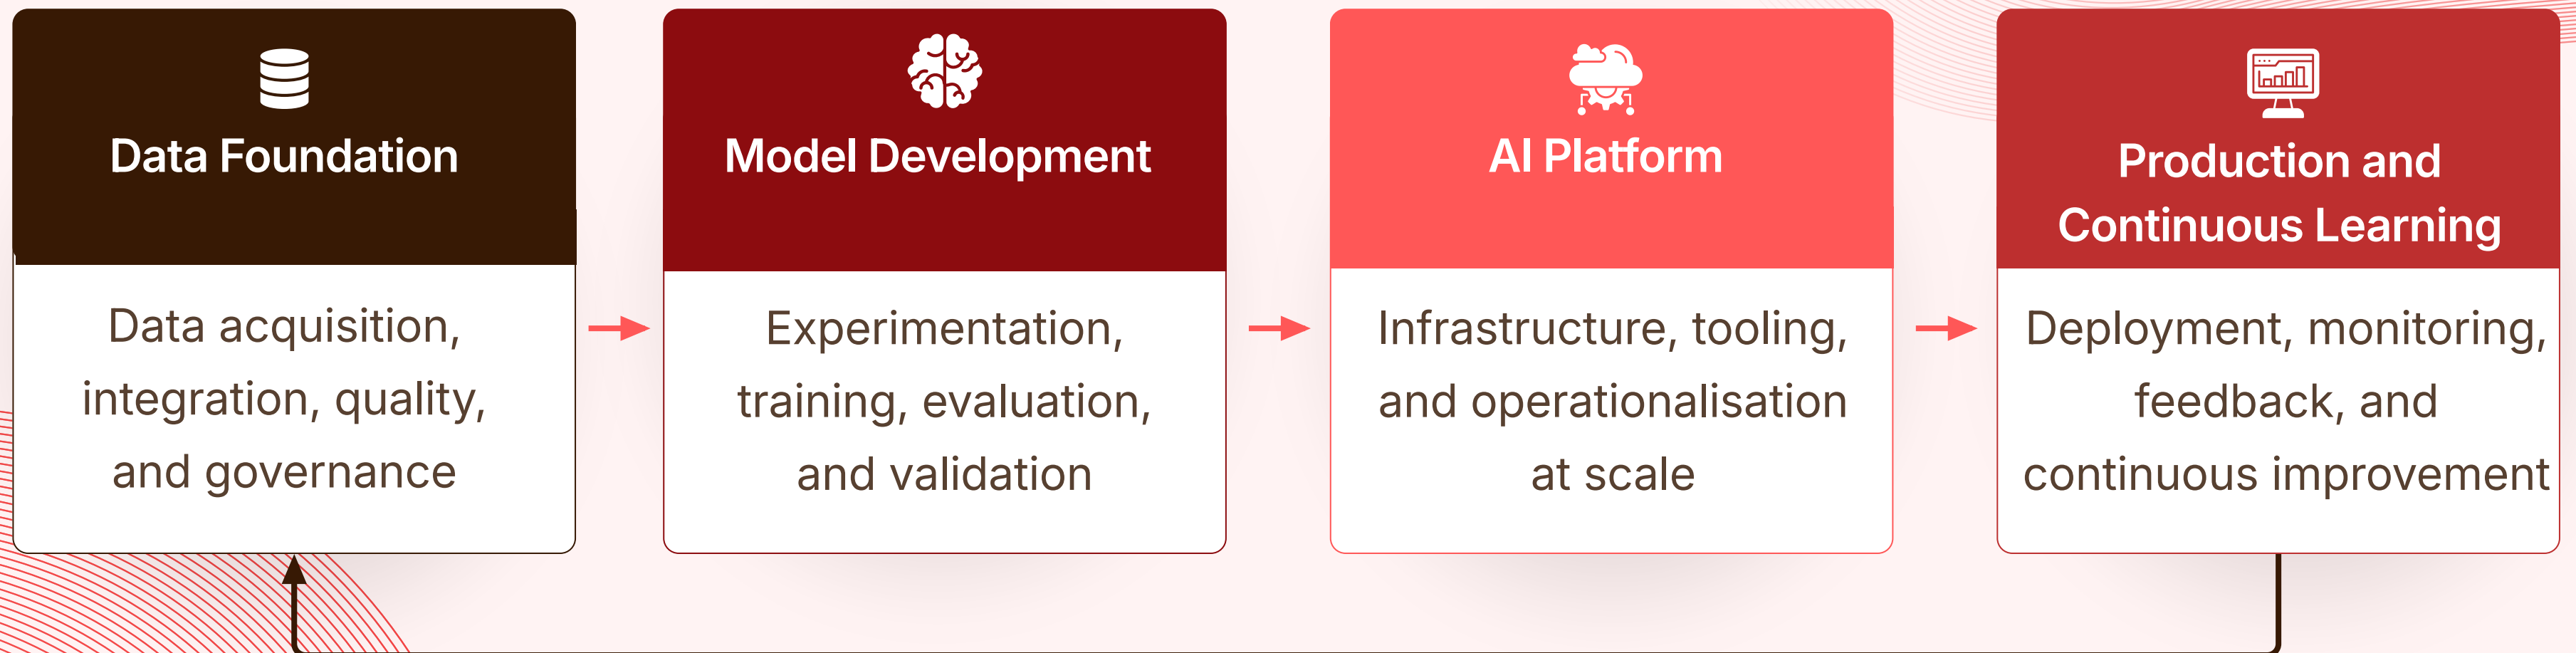 Data Foundation
Data acquisition,
integration, quality,
and governance
Model Development
Experimentation,
training, evaluation,
and validation
AI Platform
Infrastructure, tooling,
and operationalisation
at scale
Production and
Continuous Learning
Deployment, monitoring,
feedback, and
continuous improvement